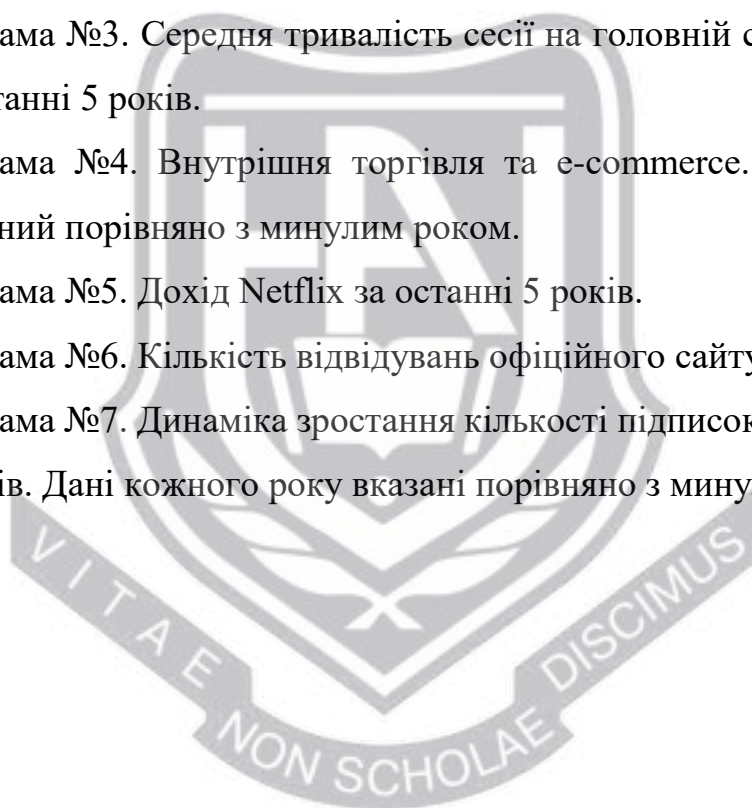 ама №3. Середня тривалість сесії на головній с
танні 5 років.
ама №4. Внутрішня торгівля та e-commerce.
ний порівняно з минулим роком.
ама №5. Дохід Netflix за останні 5 років.
ама №6. Кількість відвідувань офіційного сайту
ама №7. Динаміка зростання кількості підписок
ів. Дані кожного року вказані порівняно з мину
VITAE NON SCHOLAE DISCIMUS